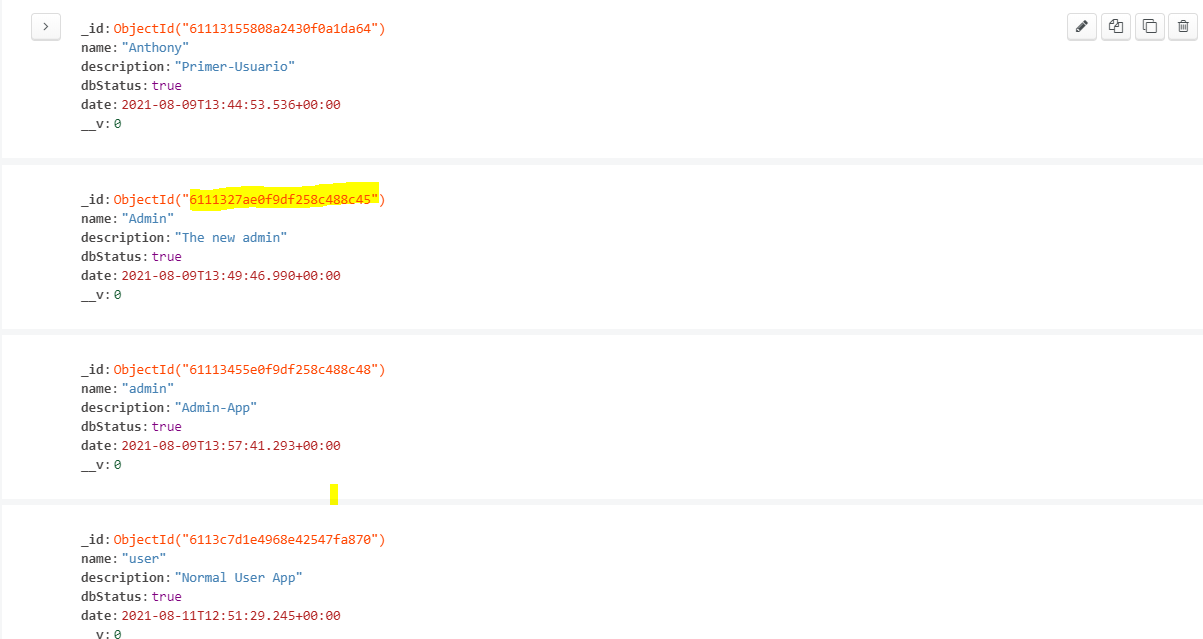 _id: ObjectId("61113155808a2430f0a1da64")
name: "Anthony"
description: "Primer-Usuario"
dbStatus: true
date: 2021-08-09T13:44:53.536+00:00
__v: 0
_id: ObjectId("6111327ae0f9df258c488c45")
name: "Admin"
description: "The new admin"
dbStatus: true
date: 2021-08-09T13:49:46.990+00:00
__v: 0
_id: ObjectId("61113455e0f9df258c488c48")
name: "admin"
description: "Admin-App"
dbStatus: true
date: 2021-08-09T13:57:41.293+00:00
__v: 0
_id: ObjectId("6113c7d1e4968e42547fa870")
name: "user"
description: "Normal User App"
dbStatus: true
date: 2021-08-11T12:51:29.245+00:00
__v: 0